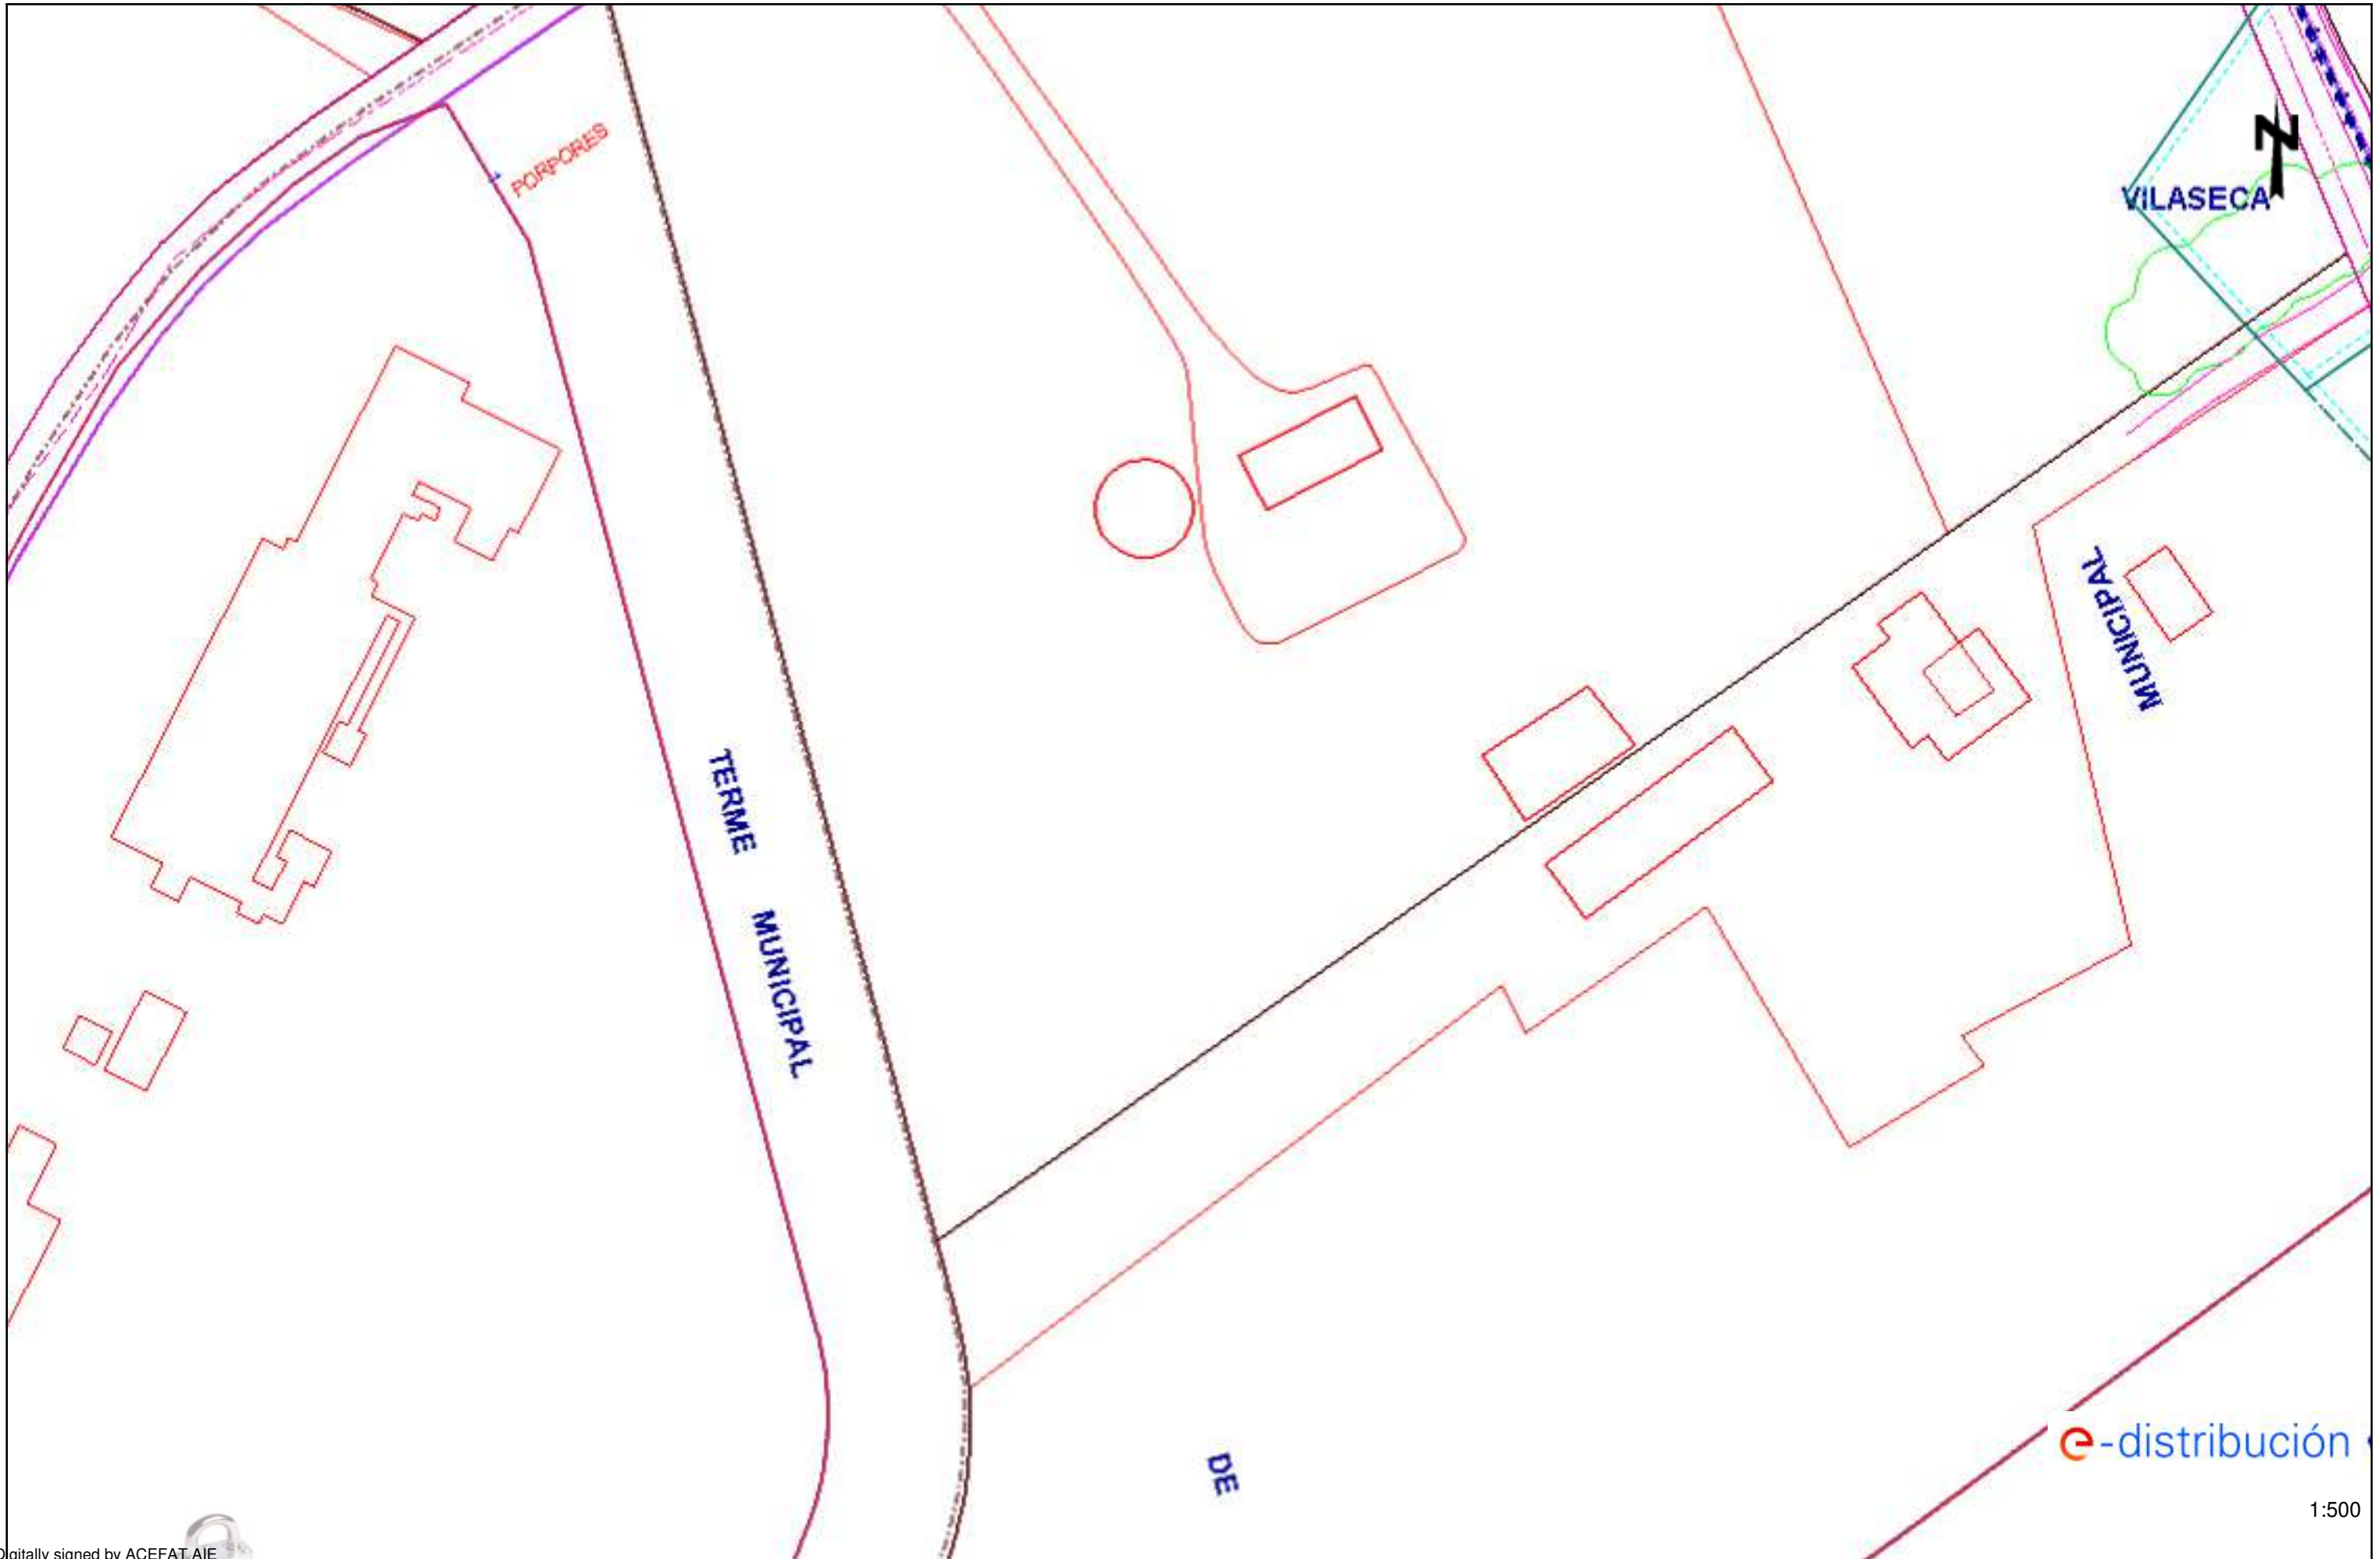 PORPORES
N
VILASECA
MUNICIPAL
TERME
MUNICIPAL
DE
e-distribución
1:500
Digitally signed by ACEFAT AIE